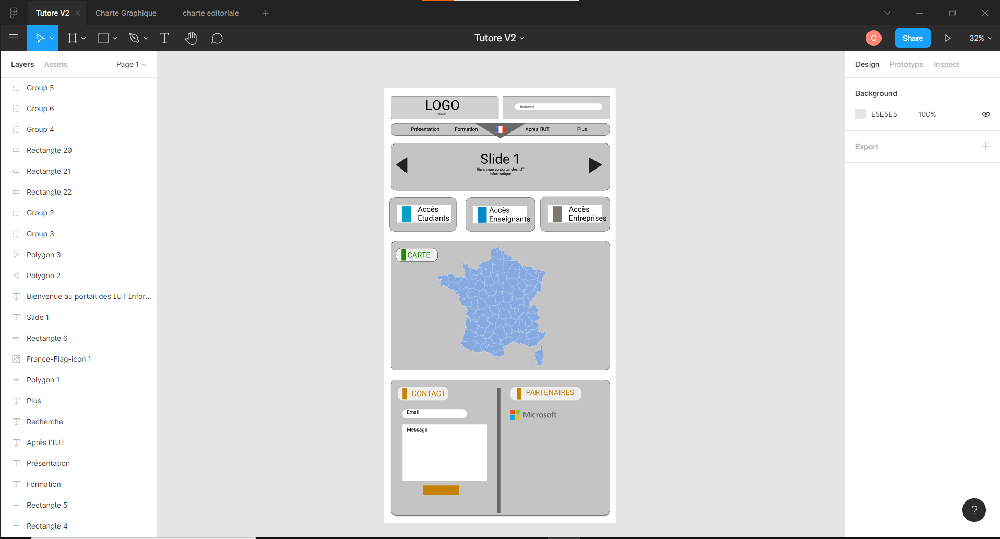 Tutore V2
Charte Graphique
charte editoriale
Tutore V2
C
Share
32%
Layers
Assets
Page 1
Group 5
Group 6
Group 4
Rectangle 20
Rectangle 21
Rectangle 22
Group 2
Group 3
Polygon 3
Polygon 2
Bienvenue au portail des IUT Infor...
Slide 1
Rectangle 6
France-Flag-icon 1
Polygon 1
Plus
Recherche
Après l'IUT
Présentation
Formation
Rectangle 5
Rectangle 4
LOGO
Accueil
Recherche
Présentation
Formation
Après l'IUT
Plus
Slide 1
Bienvenue au portail des IUT
Informatique
Accès
Etudiants
Accès
Enseignants
Accès
Entreprises
CARTE
CONTACT
Email
Message
PARTENAIRES
Microsoft
Design
Prototype
Inspect
Background
E5E5E5
100%
Export
?